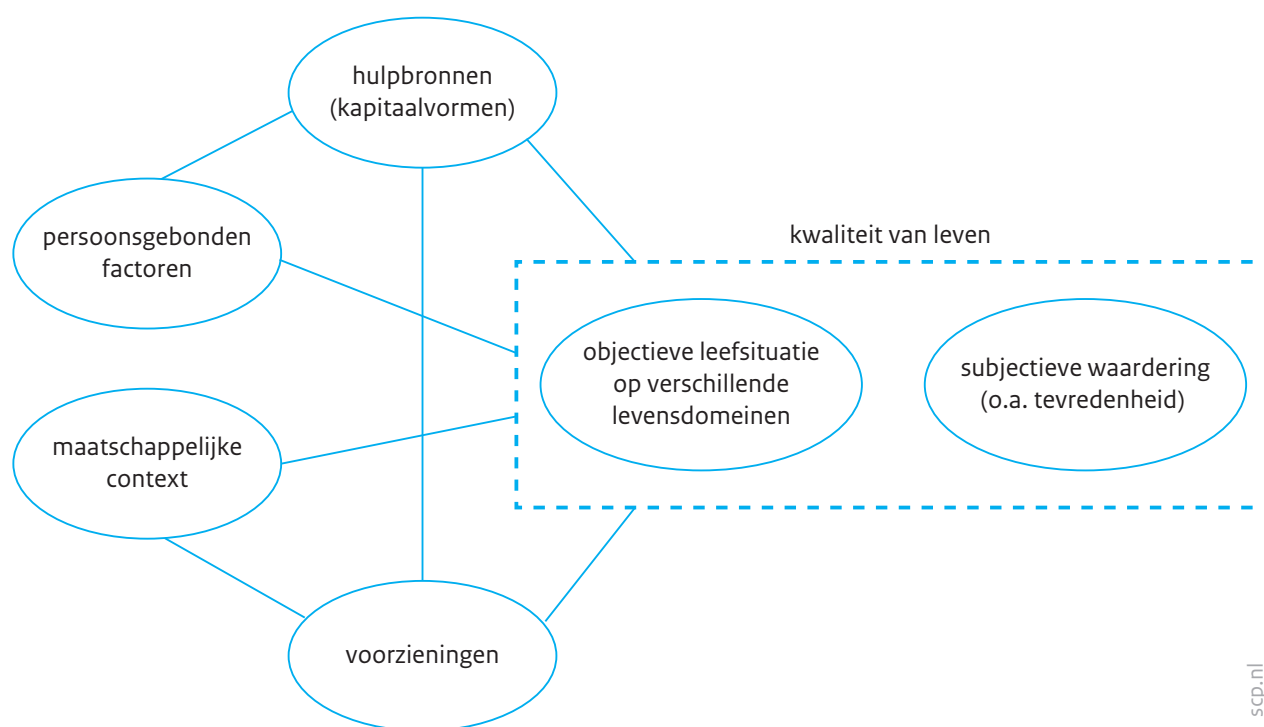 hulpbronnen
(kapitaalvormen)
persoonsgebonden
factoren
kwaliteit van leven
objectieve leefsituatie
op verschillende
levensdomeinen
subjectieve waardering
(o.a. tevredenheid)
maatschappelijke
context
voorzieningen
scp.nl